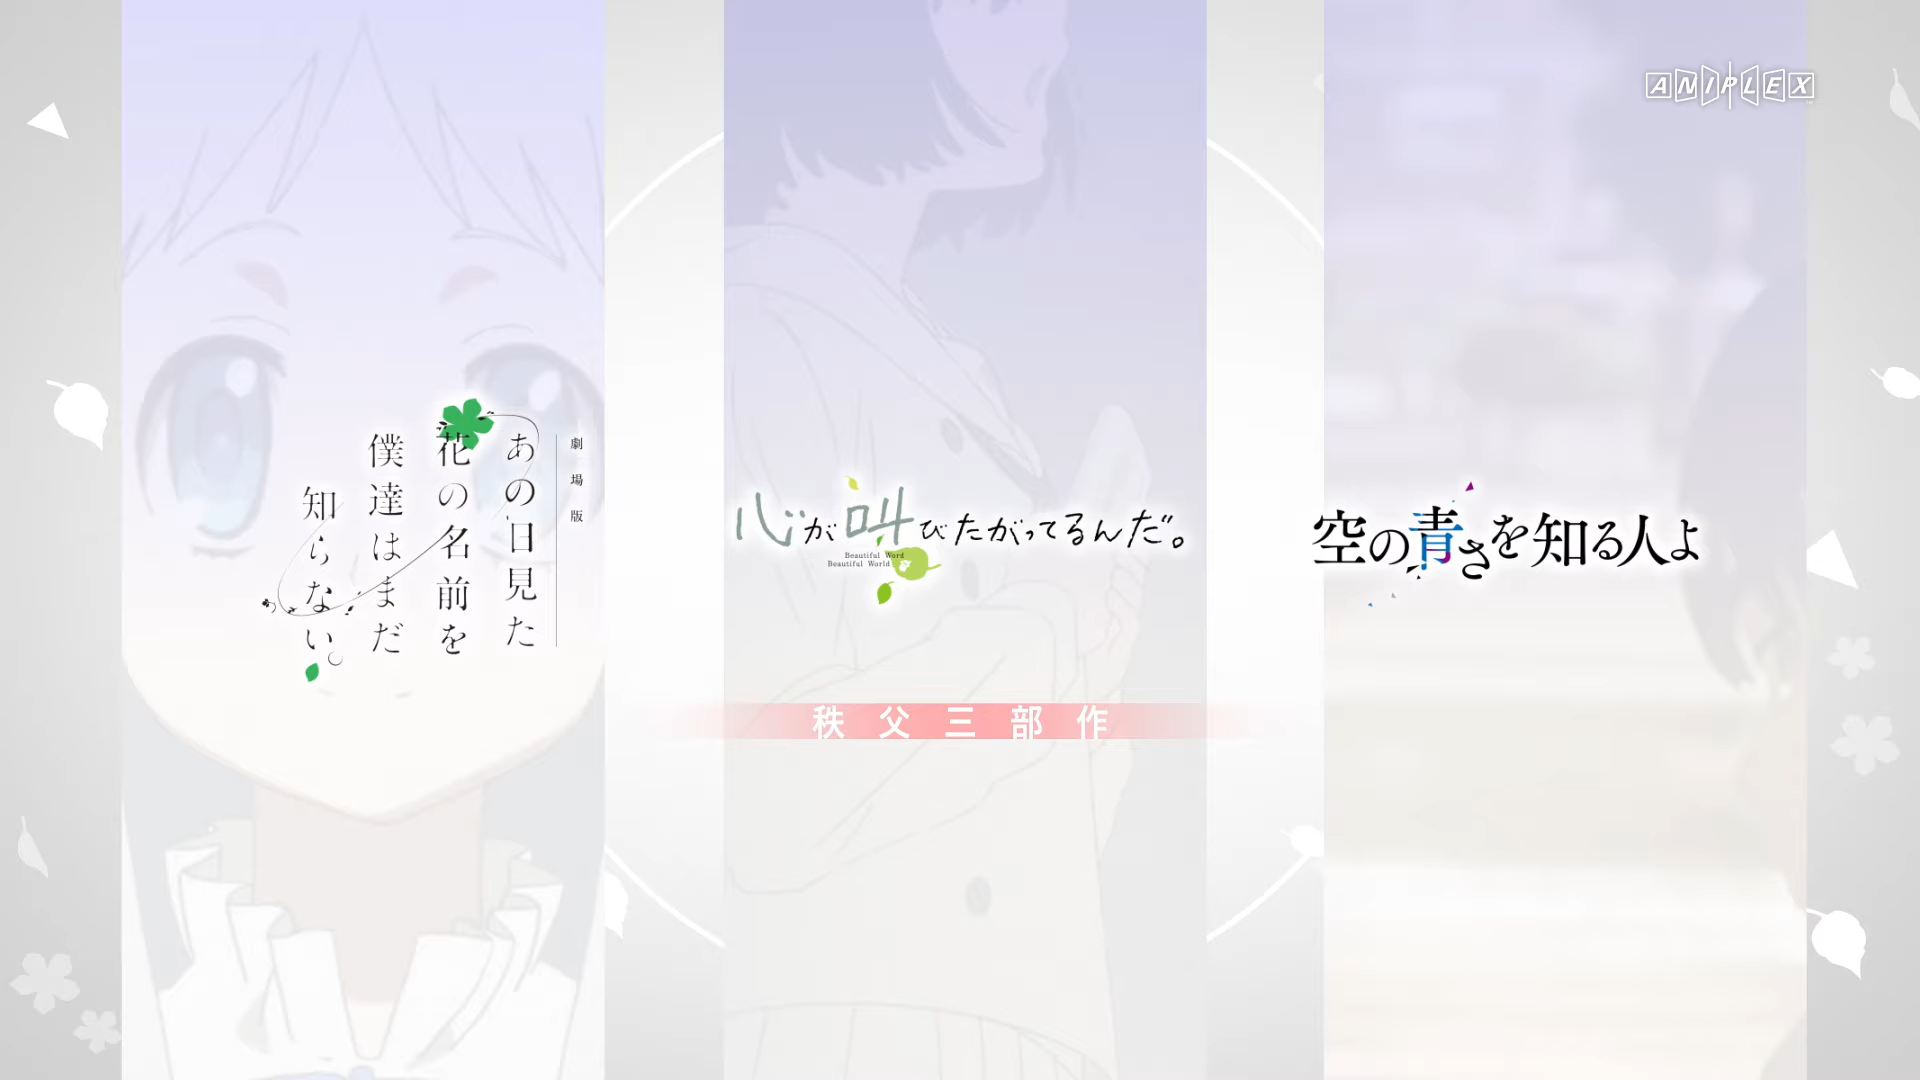 ANIPLEX
劇場版
あの日見た
花の名前を
僕達はまだ
知らない。
心が叫びたがってるんだ。
Beautiful Word
Beautiful World
空の青さを知る人よ
秩父三部作